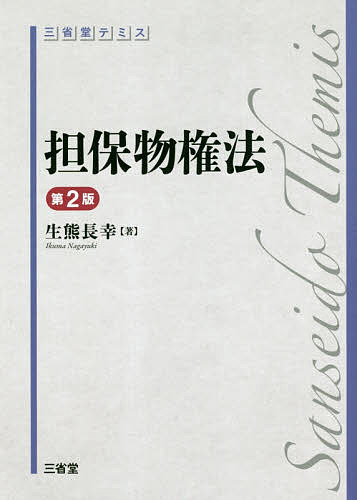 三省堂テミス
担保物権法
第2版
生熊長幸【著】
Ikuma Nagayuki
Sanseido Themis
三省堂